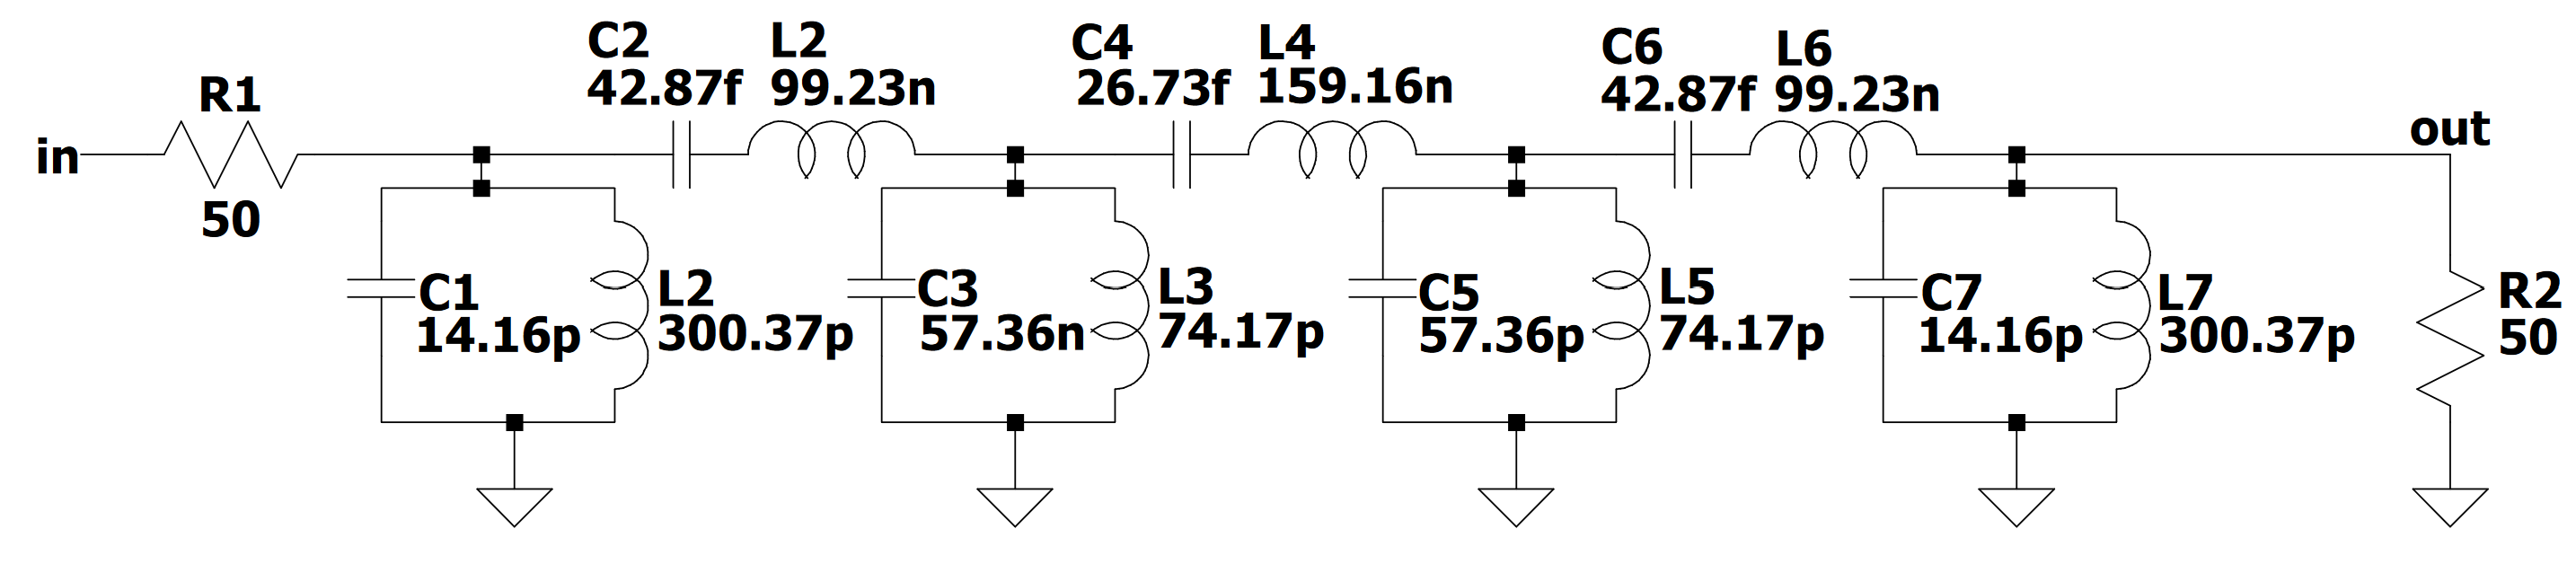 in
R1
50
C2
42.87f
L2
99.23n
C4
26.73f
L4
159.16n
C6
42.87f
L6
99.23n
out
C1
14.16p
L2
300.37p
C3
57.36n
L3
74.17p
C5
57.36p
L5
74.17p
C7
14.16p
L7
300.37p
R2
50